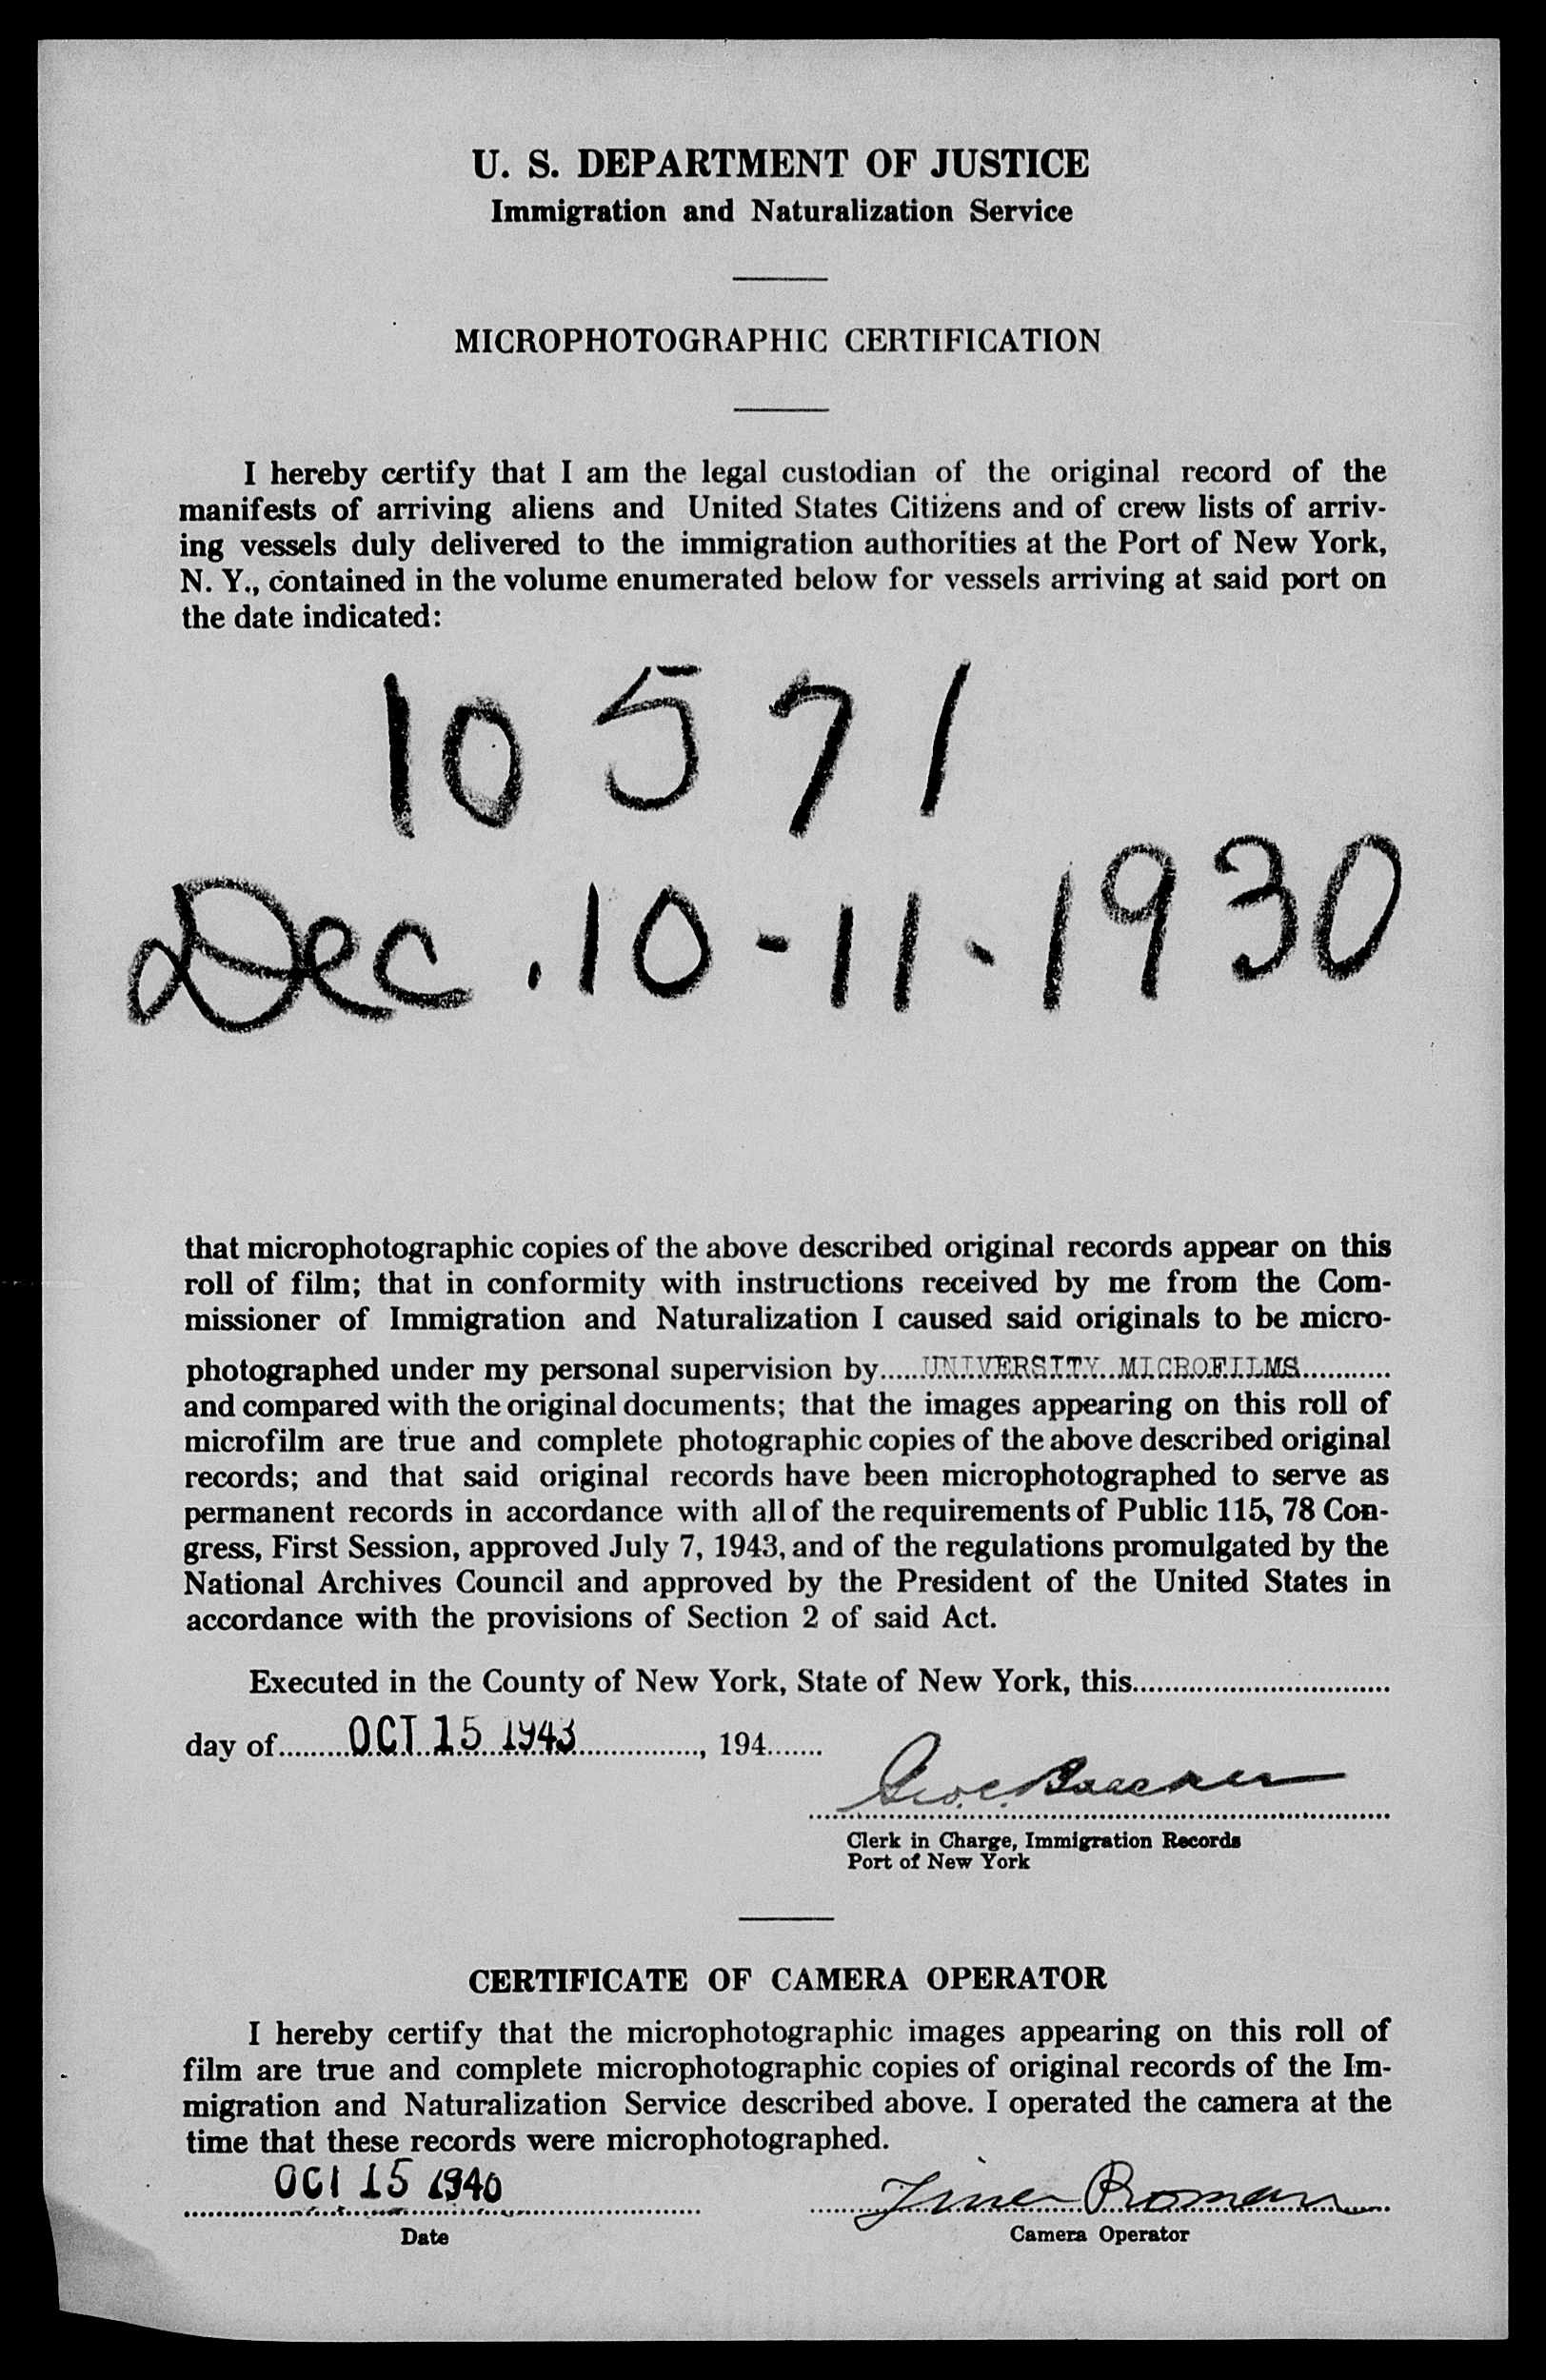 U. S. DEPARTMENT OF JUSTICE
Immigration and Naturalization Service
MICROPHOTOGRAPHIC CERTIFICATION
I hereby certify that I am the legal custodian of the original record of the
manifests of arriving aliens and United States Citizens and of crew lists of arriv-
ing vessels duly delivered to the immigration authorities at the Port of New York,
N. Y., contained in the volume enumerated below for vessels arriving at said port on
the date indicated:
10571
Dec. 10-11-1930
that microphotographic copies of the above described original records appear on this
roll of film; that in conformity with instructions received by me from the Com-
missioner of Immigration and Naturalization I caused said originals to be micro-
photographed under my personal supervision by......UNIVERSITY MICROFILMS............
and compared with the original documents; that the images appearing on this roll of
microfilm are true and complete photographic copies of the above described original
records; and that said original records have been microphotographed to serve as
permanent records in accordance with all of the requirements of Public 115, 78 Con-
gress, First Session, approved July 7, 1943, and of the regulations promulgated by the
National Archives Council and approved by the President of the United States in
accordance with the provisions of Section 2 of said Act.
Executed in the County of New York, State of New York, this................................
day of.........OCT 15 1943................, 194.......
Geo. C.
Clerk in Charge, Immigration Records
Port of New York
CERTIFICATE OF CAMERA OPERATOR
I hereby certify that the microphotographic images appearing on this roll of
film are true and complete microphotographic copies of original records of the Im-
migration and Naturalization Service described above. I operated the camera at the
time that these records were microphotographed.
OCT 15 1940
Roman
Date
Camera Operator